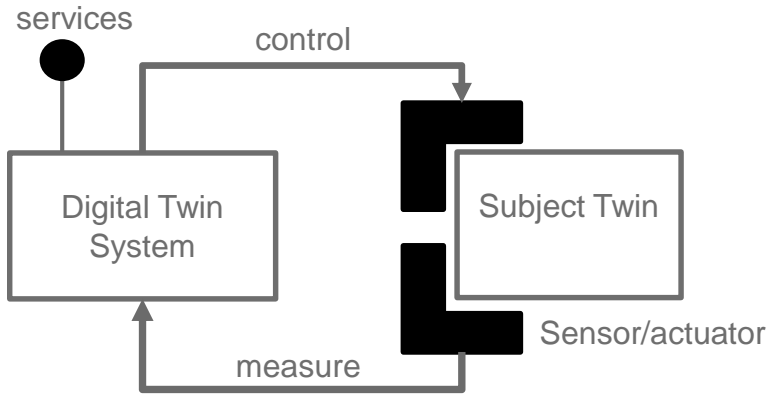 services
control
Digital Twin
System
Subject Twin
Sensor/actuator
measure